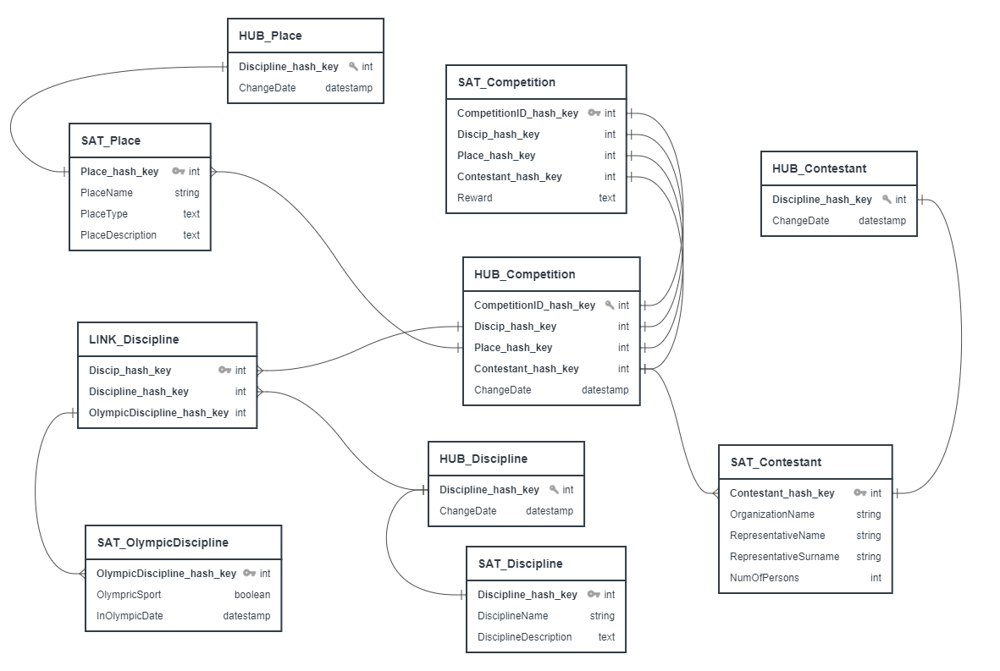 HUB_Place
Discipline_hash_key int
ChangeDate datestamp
SAT_Place
Place_hash_key int
PlaceName string
PlaceType text
PlaceDescription text
SAT_Competition
CompetitionID_hash_key int
Discip_hash_key int
Place_hash_key int
Contestant_hash_key int
Reward text
HUB_Contestant
Discipline_hash_key int
ChangeDate datestamp
HUB_Competition
CompetitionID_hash_key int
Discip_hash_key int
Place_hash_key int
Contestant_hash_key int
ChangeDate datestamp
LINK_Discipline
Discip_hash_key int
Discipline_hash_key int
OlympicDiscipline_hash_key int
HUB_Discipline
Discipline_hash_key int
ChangeDate datestamp
SAT_Contestant
Contestant_hash_key int
OrganizationName string
RepresentativeName string
RepresentativeSurname string
NumOfPersons int
SAT_OlympicDiscipline
OlympicDiscipline_hash_key int
OlympricSport boolean
InOlympicDate datestamp
SAT_Discipline
Discipline_hash_key int
DisciplineName string
DisciplineDescription text